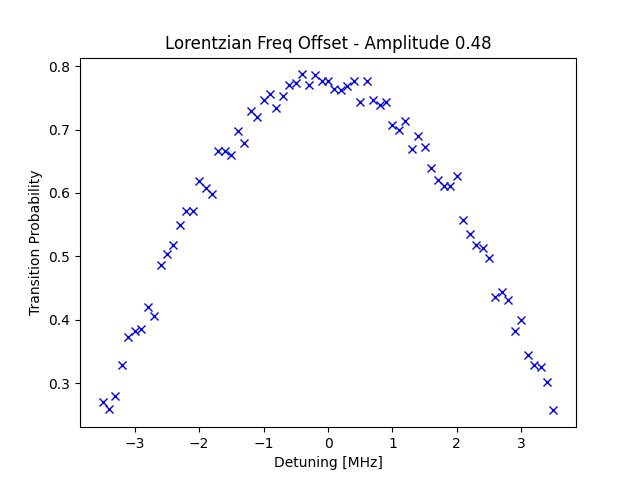 Lorentzian Freq Offset - Amplitude 0.48
0.8
0.7
0.6
0.5
0.4
0.3
Transition Probability
−3 −2 −1 0 1 2 3
Detuning [MHz]